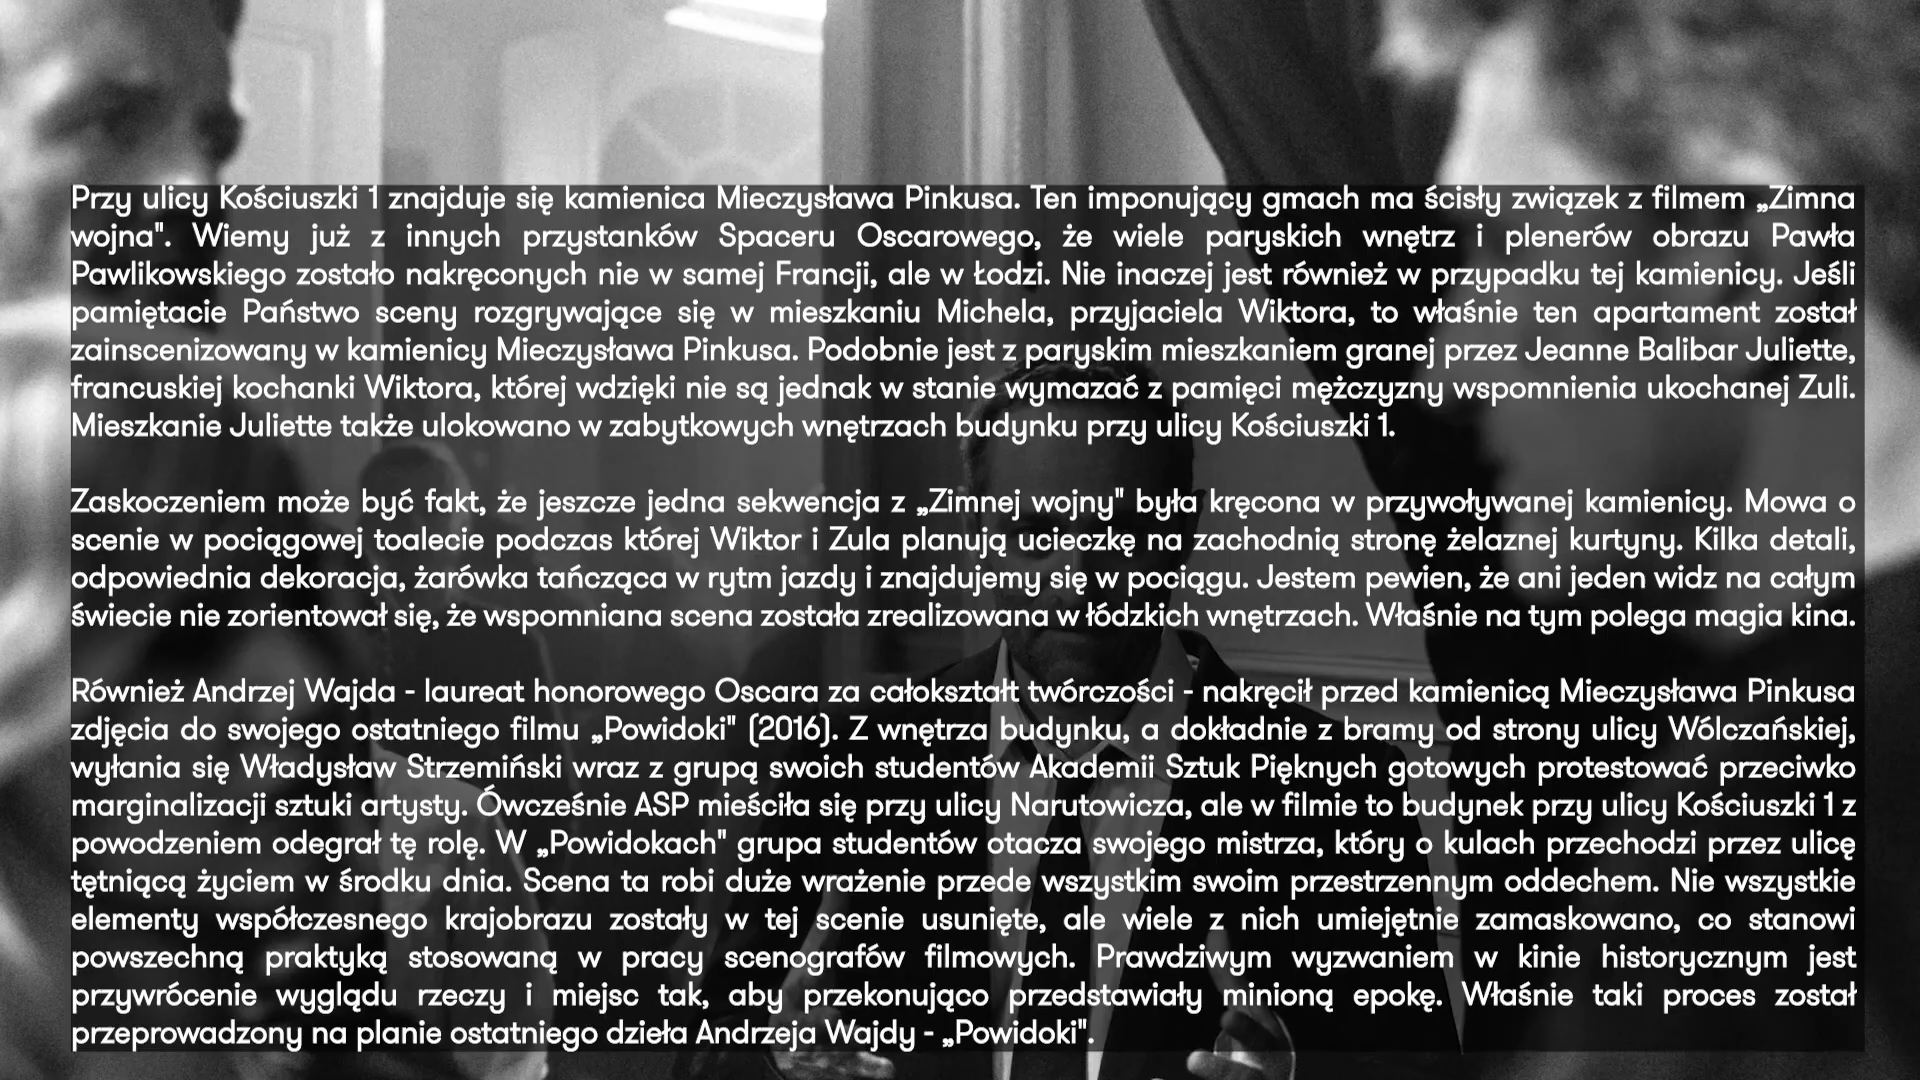 Przy ulicy Kościuszki 1 znajduje się kamienica Mieczysława Pinkusa. Ten imponujący gmach ma ścisły związek z filmem „Zimna
wojna". Wiemy już z innych przystanków Spaceru Oscarowego, że wiele paryskich wnętrz i plenerów obrazu Pawła
Pawlikowskiego zostało nakręconych nie w samej Francji, ale w Łodzi. Nie inaczej jest również w przypadku tej kamienicy. Jeśli
pamiętacie Państwo sceny rozgrywające się w mieszkaniu Michela, przyjaciela Wiktora, to właśnie ten apartament został
zainscenizowany w kamienicy Mieczysława Pinkusa. Podobnie jest z paryskim mieszkaniem granej przez Jeanne Balibar Juliette,
francuskiej kochanki Wiktora, której wdzięki nie są jednak w stanie wymazać z pamięci mężczyzny wspomnienia ukochanej Zuli.
Mieszkanie Juliette także ulokowano w zabytkowych wnętrzach budynku przy ulicy Kościuszki 1.
Zaskoczeniem może być fakt, że jeszcze jedna sekwencja z „Zimnej wojny" była kręcona w przywoływanej kamienicy. Mowa o
scenie w pociągowej toalecie podczas której Wiktor i Zula planują ucieczkę na zachodnią stronę żelaznej kurtyny. Kilka detali,
odpowiednia dekoracja, żarówka tańcząca w rytm jazdy i znajdujemy się w pociągu. Jestem pewien, że ani jeden widz na całym
świecie nie zorientował się, że wspomniana scena została zrealizowana w łódzkich wnętrzach. Właśnie na tym polega magia kina.
Również Andrzej Wajda - laureat honorowego Oscara za całokształt twórczości - nakręcił przed kamienicą Mieczysława Pinkusa
zdjęcia do swojego ostatniego filmu „Powidoki" (2016). Z wnętrza budynku, a dokładnie z bramy od strony ulicy Wólczańskiej,
wyłania się Władysław Strzemiński wraz z grupą swoich studentów Akademii Sztuk Pięknych gotowych protestować przeciwko
marginalizacji sztuki artysty. Ówcześnie ASP mieściła się przy ulicy Narutowicza, ale w filmie to budynek przy ulicy Kościuszki 1 z
powodzeniem odegrał tę rolę. W „Powidokach" grupa studentów otacza swojego mistrza, który o kulach przechodzi przez ulicę
tętniącą życiem w środku dnia. Scena ta robi duże wrażenie przede wszystkim swoim przestrzennym oddechem. Nie wszystkie
elementy współczesnego krajobrazu zostały w tej scenie usunięte, ale wiele z nich umiejętnie zamaskowano, co stanowi
powszechną praktyką stosowaną w pracy scenografów filmowych. Prawdziwym wyzwaniem w kinie historycznym jest
przywrócenie wyglądu rzeczy i miejsc tak, aby przekonująco przedstawiały minioną epokę. Właśnie taki proces został
przeprowadzony na planie ostatniego dzieła Andrzeja Wajdy - „Powidoki".